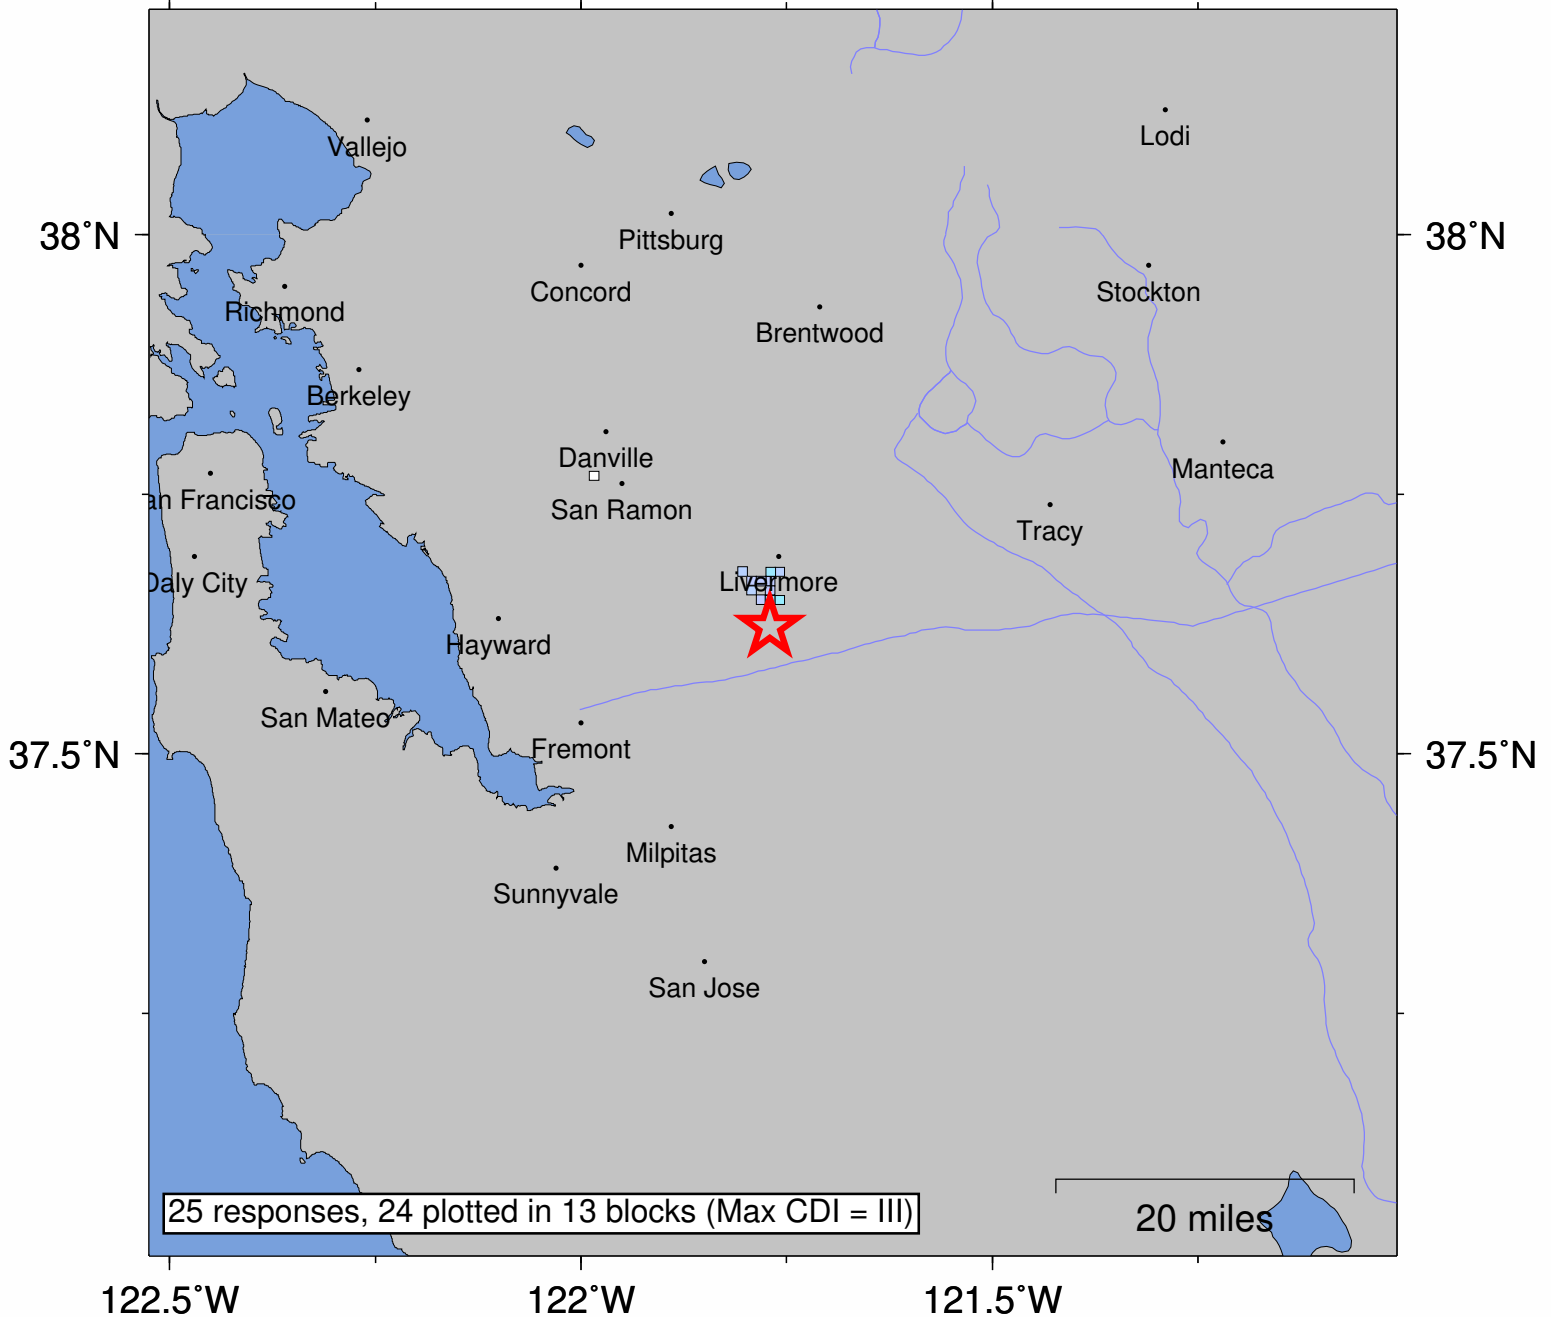 Vallejo
Lodi
38°N
38°N
Pittsburg
Concord
Stockton
Richmond
Brentwood
Berkeley
Danville
Manteca
an Francisco
San Ramon
Tracy
Daly City
Livermore
Hayward
San Mateo
Fremont
37.5°N
37.5°N
Milpitas
Sunnyvale
San Jose
25 responses, 24 plotted in 13 blocks (Max CDI = III)
20 miles
122.5°W
122°W
121.5°W